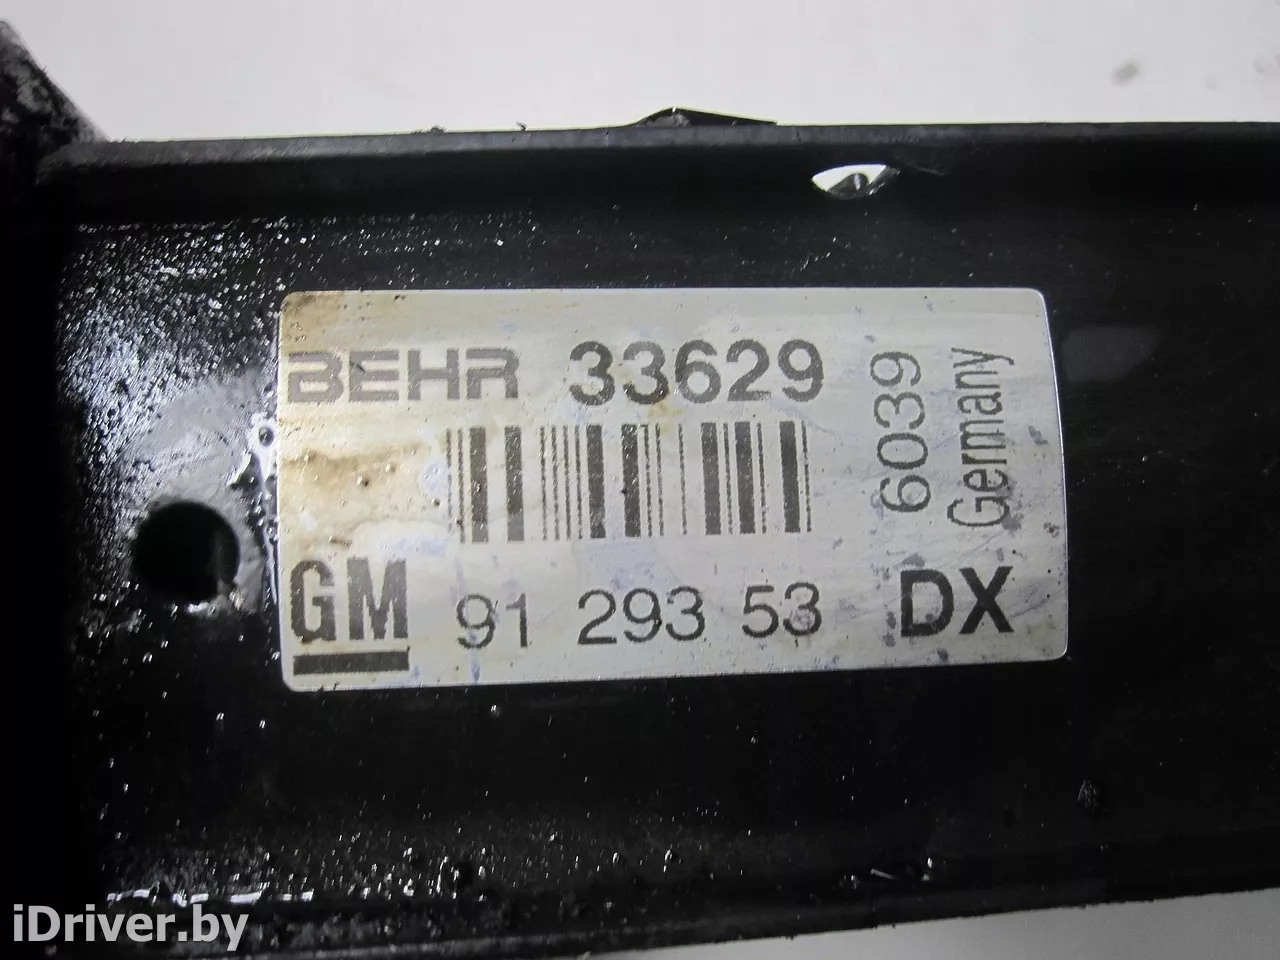 BEHR 33629
6039
Germany
GM 91 293 53 DX
iDriver.by